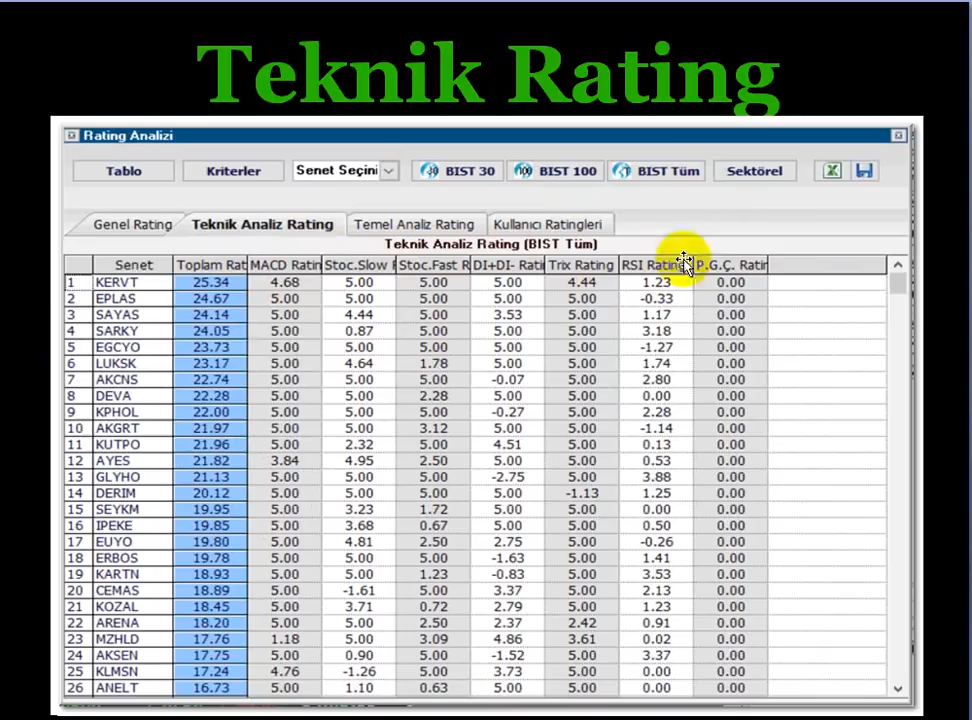 Teknik Rating
Rating Analizi
Tablo Kriterler Senet Seçini 30 BIST 30 100 BIST 100 BIST Tüm Sektörel
Genel Rating Teknik Analiz Rating Temel Analiz Rating Kullanıcı Ratingleri
Teknik Analiz Rating (BIST Tüm)
Senet Toplam Rat MACD Ratin Stoc.Slow R Stoc.Fast R DI+DI- Ratin Trix Rating RSI Rating P.G.Ç. Ratin
1 KERVT 25.34 4.68 5.00 5.00 5.00 4.44 1.23 0.00
2 EPLAS 24.67 5.00 5.00 5.00 5.00 5.00 -0.33 0.00
3 SAYAS 24.14 5.00 4.44 5.00 3.53 5.00 1.17 0.00
4 SARKY 24.05 5.00 0.87 5.00 5.00 5.00 3.18 0.00
5 EGCYO 23.73 5.00 5.00 5.00 5.00 5.00 -1.27 0.00
6 LUKSK 23.17 5.00 4.64 1.78 5.00 5.00 1.74 0.00
7 AKCNS 22.74 5.00 5.00 5.00 -0.07 5.00 2.80 0.00
8 DEVA 22.28 5.00 5.00 2.28 5.00 5.00 0.00 0.00
9 KPHOL 22.00 5.00 5.00 5.00 -0.27 5.00 2.28 0.00
10 AKGRT 21.97 5.00 5.00 3.12 5.00 5.00 -1.14 0.00
11 KUTPO 21.96 5.00 2.32 5.00 4.51 5.00 0.13 0.00
12 AYES 21.82 3.84 4.95 2.50 5.00 5.00 0.53 0.00
13 GLYHO 21.13 5.00 5.00 5.00 -2.75 5.00 3.88 0.00
14 DERIM 20.12 5.00 5.00 5.00 5.00 -1.13 1.25 0.00
15 SEYKM 19.95 5.00 3.23 1.72 5.00 5.00 0.00 0.00
16 IPEKE 19.85 5.00 3.68 0.67 5.00 5.00 0.50 0.00
17 EUYO 19.80 5.00 4.81 2.50 2.75 5.00 -0.26 0.00
18 ERBOS 19.78 5.00 5.00 5.00 -1.63 5.00 1.41 0.00
19 KARTN 18.93 5.00 5.00 1.23 -0.83 5.00 3.53 0.00
20 CEMAS 18.89 5.00 -1.61 5.00 3.37 5.00 2.13 0.00
21 KOZAL 18.45 5.00 3.71 0.72 2.79 5.00 1.23 0.00
22 ARENA 18.20 5.00 5.00 2.50 2.37 2.42 0.91 0.00
23 MZHLD 17.76 1.18 5.00 3.09 4.86 3.61 0.02 0.00
24 AKSEN 17.75 5.00 0.90 5.00 -1.52 5.00 3.37 0.00
25 KLMSN 17.24 4.76 -1.26 5.00 3.73 5.00 0.00 0.00
26 ANELT 16.73 5.00 1.10 0.63 5.00 5.00 0.00 0.00